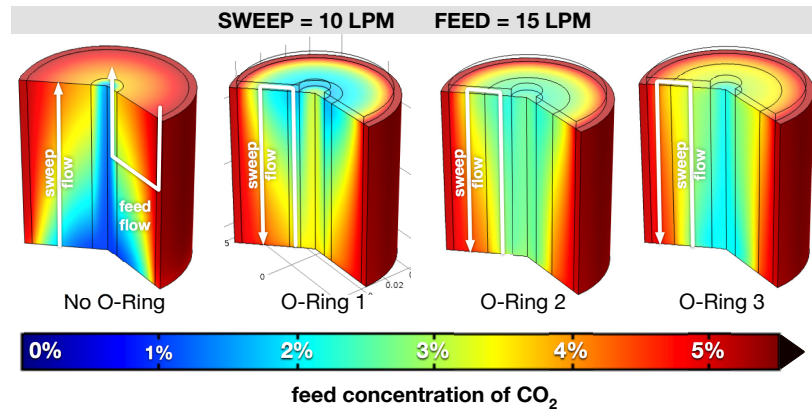 SWEEP = 10 LPM FEED = 15 LPM
sweep flow
feed flow
sweep flow
sweep flow
sweep flow
5
0
0
0.02
0
No O-Ring O-Ring 1 O-Ring 2 O-Ring 3
0% 1% 2% 3% 4% 5%
feed concentration of CO₂